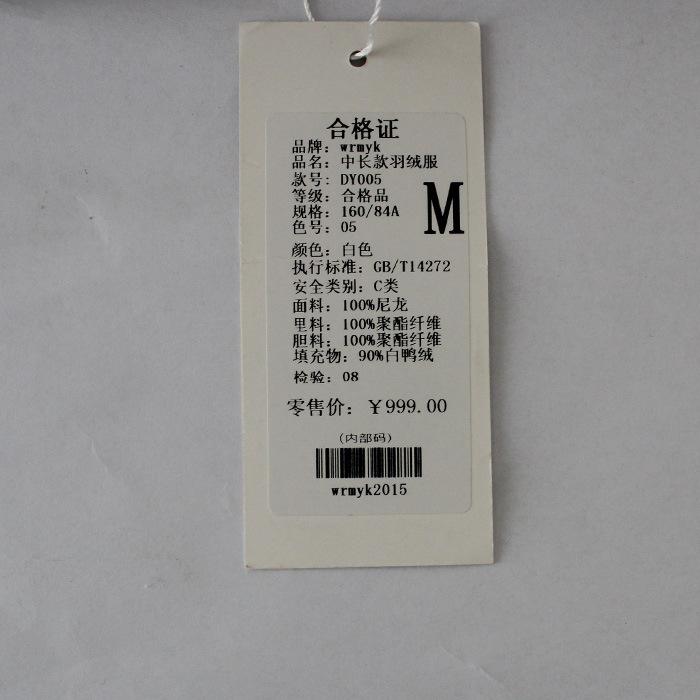 合格证
品牌：wrmyk
品名：中长款羽绒服
款号：DY005
等级：合格品
规格：160/84A
M
色号：05
颜色：白色
执行标准：GB/T14272
安全类别：C类
面料：100%尼龙
里料：100%聚酯纤维
胆料：100%聚酯纤维
填充物：90%白鸭绒
检验：08
零售价：￥999.00
（内部码）
wrmyk2015